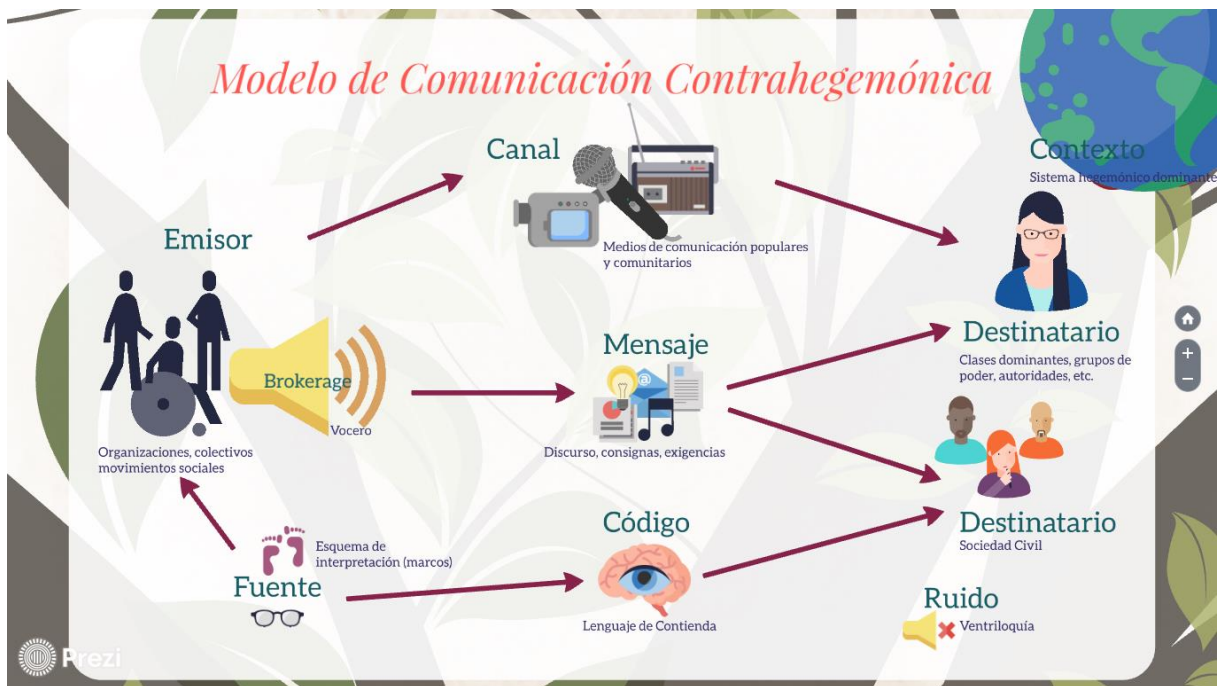 Modelo de Comunicación Contrahegemónica
Canal
Medios de comunicación populares
y comunitarios
Contexto
Sistema hegemónico dominante
Emisor
Brokerage
Vocero
Organizaciones, colectivos
movimientos sociales
Mensaje
@
Discurso, consignas, exigencias
Destinatario
Clases dominantes, grupos de
poder, autoridades, etc.
Destinatario
Sociedad Civil
Esquema de
interpretación (marcos)
Fuente
Código
Lenguaje de Contienda
Ruido
Ventriloquía
Prezi